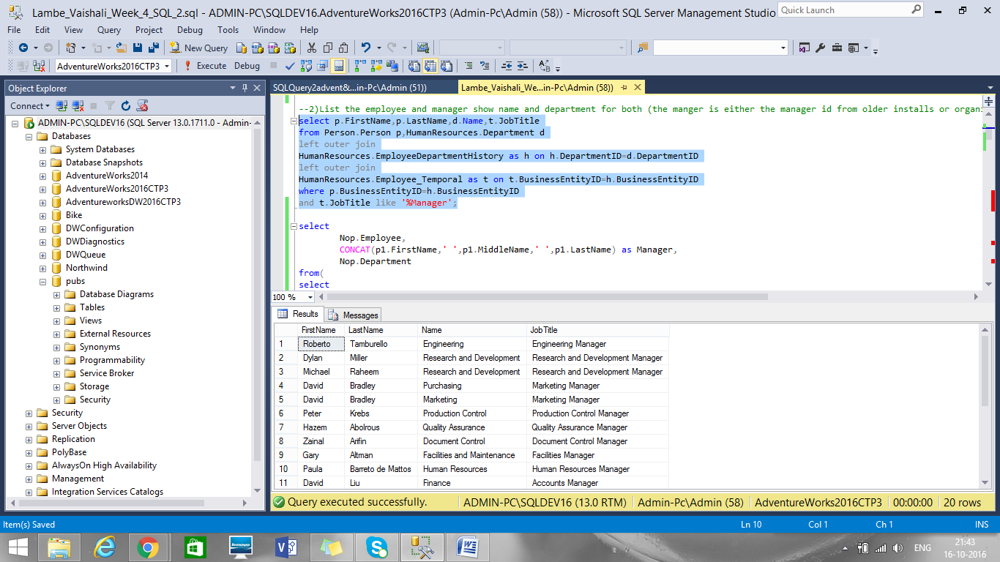 Lambe_Vaishali_Week_4_SQL_2.sql - ADMIN-PC\SQLDEV16.AdventureWorks2016CTP3 (Admin-Pc\Admin (58)) - Microsoft SQL Server Management Studio
Quick Launch
File Edit View Query Project Debug Tools Window Help
New Query
AdventureWorks2016CTP3 Execute Debug
Object Explorer
Connect
ADMIN-PC\SQLDEV16 (SQL Server 13.0.1711.0 - Admin-
Databases
System Databases
Database Snapshots
AdventureWorks2014
AdventureWorks2016CTP3
AdventureworksDW2016CTP3
Bike
DWConfiguration
DWDiagnostics
DWQueue
Northwind
pubs
Database Diagrams
Tables
Views
External Resources
Synonyms
Programmability
Service Broker
Storage
Security
Security
Server Objects
Replication
PolyBase
AlwaysOn High Availability
Management
Integration Services Catalogs
SQLQuery2advent&...in-Pc\Admin (51)) Lambe_Vaishali_We...in-Pc\Admin (58))
--2)List the employee and manager show name and department for both (the manger is either the manager id from older installs or organi
select p.FirstName,p.LastName,d.Name,t.JobTitle
from Person.Person p,HumanResources.Department d
left outer join
HumanResources.EmployeeDepartmentHistory as h on h.DepartmentID=d.DepartmentID
left outer join
HumanResources.Employee_Temporal as t on t.BusinessEntityID=h.BusinessEntityID
where p.BusinessEntityID=h.BusinessEntityID
and t.JobTitle like '%Manager';
select
Nop.Employee,
CONCAT(p1.FirstName,' ',p1.MiddleName,' ',p1.LastName) as Manager,
Nop.Department
from(
select
100 %
Results Messages
FirstName LastName Name JobTitle
1 Roberto Tamburello Engineering Engineering Manager
2 Dylan Miller Research and Development Research and Development Manager
3 Michael Raheem Research and Development Research and Development Manager
4 David Bradley Purchasing Marketing Manager
5 David Bradley Marketing Marketing Manager
6 Peter Krebs Production Control Production Control Manager
7 Hazem Abolrous Quality Assurance Quality Assurance Manager
8 Zainal Arifin Document Control Document Control Manager
9 Gary Altman Facilities and Maintenance Facilities Manager
10 Paula Barreto de Mattos Human Resources Human Resources Manager
11 David Liu Finance Accounts Manager
Query executed successfully. ADMIN-PC\SQLDEV16 (13.0 RTM) Admin-Pc\Admin (58) AdventureWorks2016CTP3 00:00:00 20 rows
Item(s) Saved Ln 10 Col 1 Ch 1 INS
ENG
21:43
16-10-2016